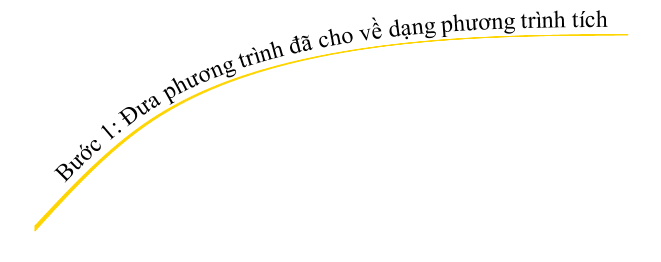 Bước 1: Đưa phương trình đã cho về dạng phương trình tích